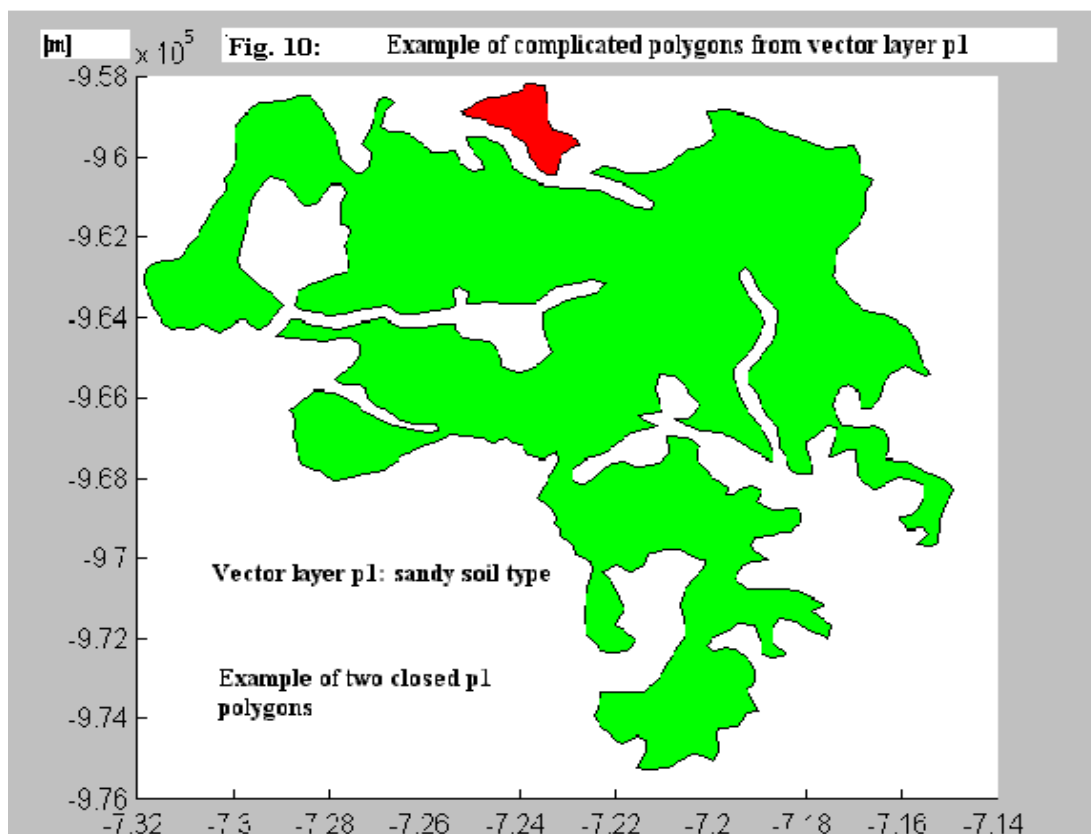 [m]
× 10⁵
Fig. 10: Example of complicated polygons from vector layer p1
-9.58
-9.6
-9.62
-9.64
-9.66
-9.68
-9.7
-9.72
-9.74
-9.76
Vector layer p1: sandy soil type
Example of two closed p1
polygons
-7.32 -7.3 -7.28 -7.26 -7.24 -7.22 -7.2 -7.18 -7.16 -7.14